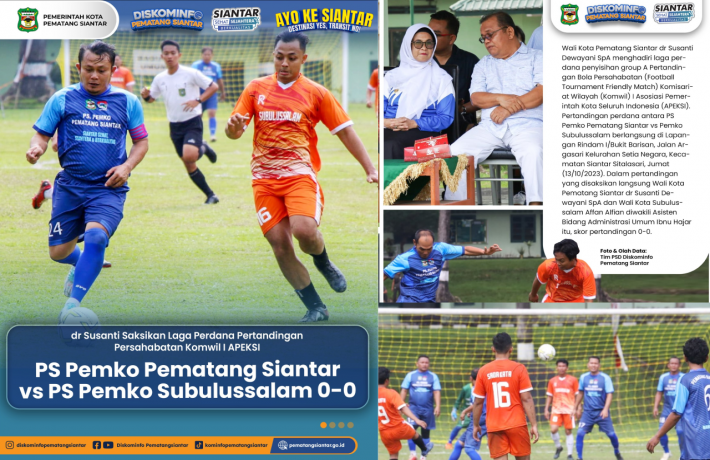 PEMERINTAH KOTA
PEMATANG SIANTAR
DISKOMINFO
PEMATANG SIANTAR
SIANTAR
SEHAT SEJAHTERA
BERKUALITAS
AYO KE SIANTAR
DESTINASI YES, TRANSIT NO!
PS. PEMKO
PEMATANG SIANTAR
24
R
SUBULUSSALAM
16
dr Susanti Saksikan Laga Perdana Pertandingan
Persahabatan Komwil I APEKSI
PS Pemko Pematang Siantar
vs PS Pemko Subulussalam 0-0
diskominfopematangsiantar
Diskominfo Pematangsiantar
kominfopematangsiantar
pematangsiantar.go.id
DISKOMINFO
PEMATANG SIANTAR
SIANTAR
Wali Kota Pematang Siantar dr Susanti
Dewayani SpA menghadiri laga per-
dana penyisihan group A Pertandin-
gan Bola Persahabatan (Football
Tournament Friendly Match) Komisari-
at Wilayah (Komwil) I Asosiasi Pemer-
intah Kota Seluruh Indonesia (APEKSI).
Pertandingan perdana antara PS
Pemko Pematang Siantar vs Pemko
Subulussalam berlangsung di Lapan-
gan Rindam I/Bukit Barisan, Jalan Ar-
gasari Kelurahan Setia Negara, Keca-
matan Siantar Sitalasari, Jumat
(13/10/2023). Dalam pertandingan
yang disaksikan langsung Wali Kota
Pematang Siantar dr Susanti De-
wayani SpA dan Wali Kota Subulus-
salam Affan Alfian diwakili Asisten
Bidang Administrasi Umum Ibnu Hajar
itu, skor pertandingan 0-0.
Foto & Olah Data:
Tim PSD Diskominfo
Pematang Siantar
16